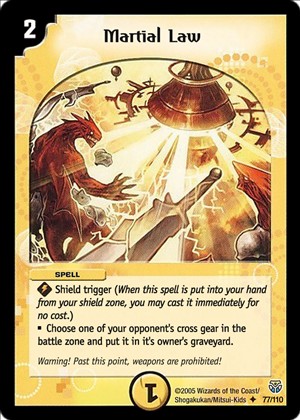 2
Martial Law
SPELL
Shield trigger (When this spell is put into your hand
from your shield zone, you may cast it immediately for
no cost.)
▪ Choose one of your opponent's cross gear in the
battle zone and put it in it's owner's graveyard.
Warning! Past this point, weapons are prohibited!
1
©2005 Wizards of the Coast/
Shogakukan/Mitsui-Kids ✦ 77/110